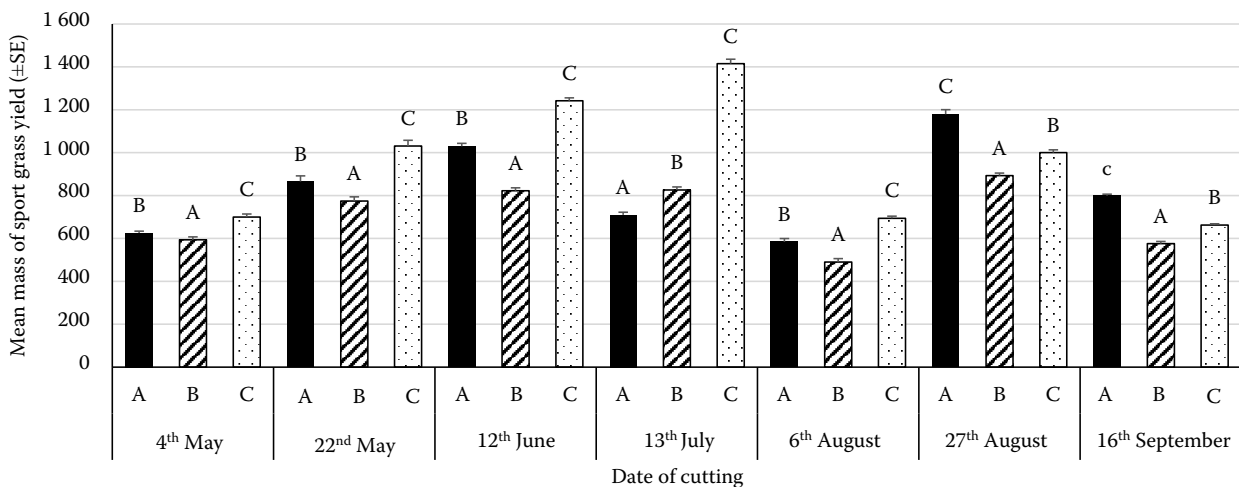 Mean mass of sport grass yield (±SE)
1 600
1 400
1 200
1 000
800
600
400
200
0
B A C
B A C
B A C
A B C
B A C
C A B
c A B
A B C A B C A B C A B C A B C A B C A B C
4th May 22nd May 12th June 13th July 6th August 27th August 16th September
Date of cutting